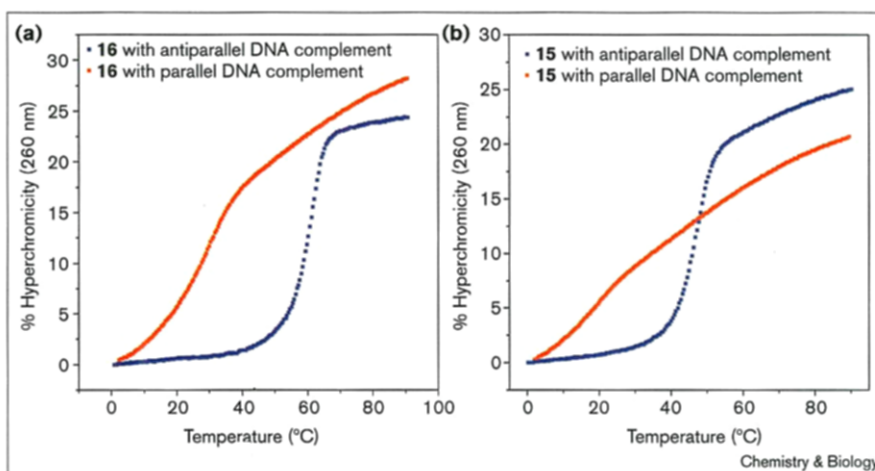 (a)
16 with antiparallel DNA complement
16 with parallel DNA complement
% Hyperchromicity (260 nm)
30
25
20
15
10
5
0
0 20 40 60 80 100
Temperature (ºC)
(b)
15 with antiparallel DNA complement
15 with parallel DNA complement
% Hyperchromicity (260 nm)
30
25
20
15
10
5
0
0 20 40 60 80
Temperature (ºC)
Chemistry & Biology